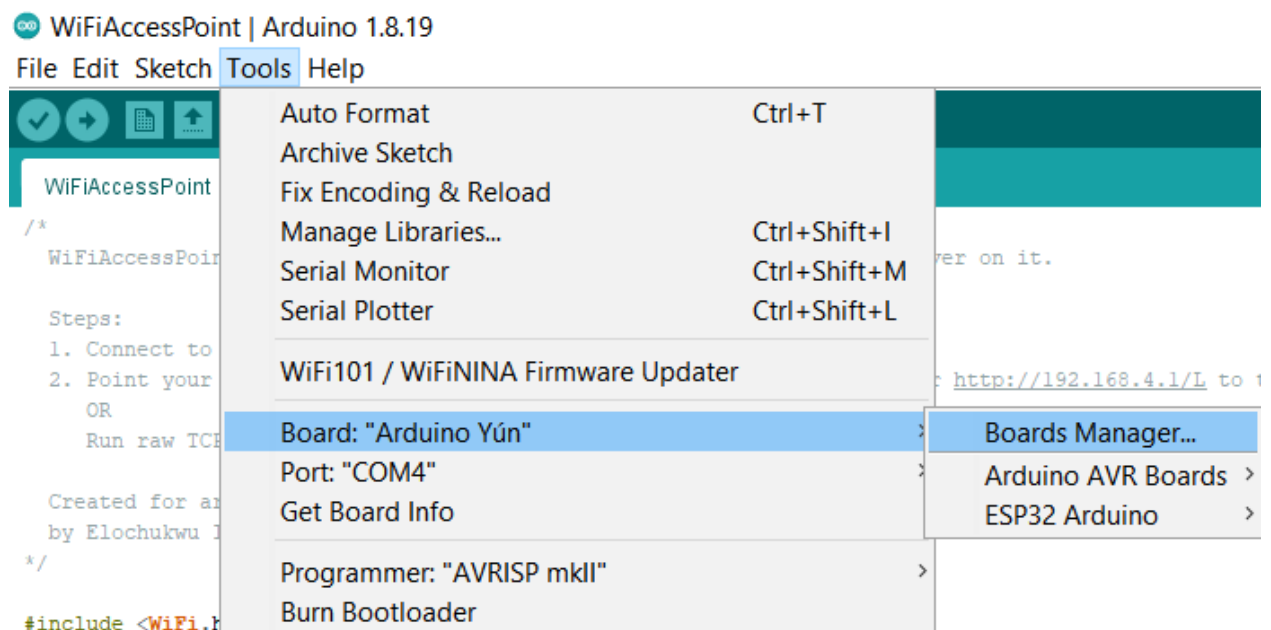 WiFiAccessPoint | Arduino 1.8.19
File Edit Sketch Tools Help
Auto Format Ctrl+T
Archive Sketch
Fix Encoding & Reload
Manage Libraries... Ctrl+Shift+I
Serial Monitor Ctrl+Shift+M
Serial Plotter Ctrl+Shift+L
WiFi101 / WiFiNINA Firmware Updater
Board: "Arduino Yún"
Port: "COM4"
Get Board Info
Programmer: "AVRISP mkII"
Burn Bootloader
Boards Manager...
Arduino AVR Boards
ESP32 Arduino
WiFiAccessPoint
/*
on it.
Steps:
1. Connect to
2. Point your http://192.168.4.1/L to
OR
Run raw
Created for
by Elochukwu
*/
#include <WiFi.